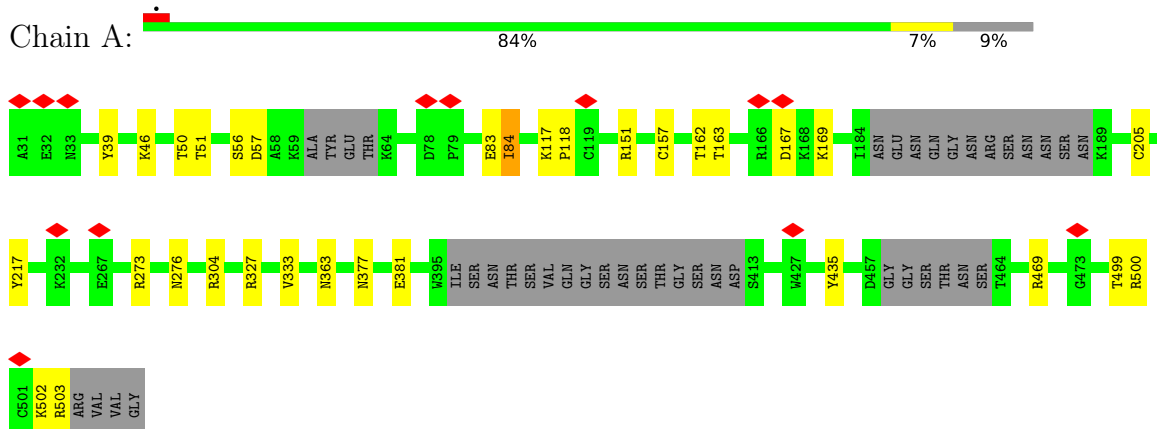 Chain A:
84% 7% 9%
A31 E32 N33 Y39 K46 T50 T51 S56 D57 A58 K59 ALA TYR GLU THR K64 D78 P79 E83 I84 K117 P118 C119 R151 C157 T162 T163 R166 D167 K168 K169 I184 ASN GLU ASN GLN GLY ASN ARG SER ASN ASN SER ASN K189 C205
Y217 K232 E267 R273 N276 R304 R327 V333 N363 N377 E381 W395 ILE SER ASN THR SER VAL GLN GLY SER ASN SER THR GLY SER ASN ASP S413 W427 Y435 D457 GLY GLY SER THR ASN SER T464 R469 G473 T499 R500
C501 K502 R503 ARG VAL VAL GLY